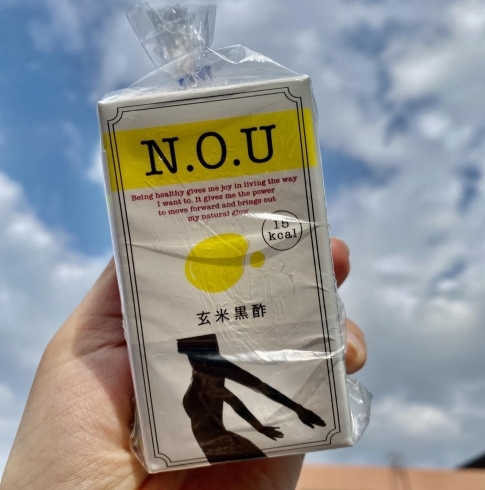 N.O.U
Being healthy gives me joy in living the way
I want to. It gives me the power
to move forward and brings out
my natural glow.
15
kcal
玄米黒酢